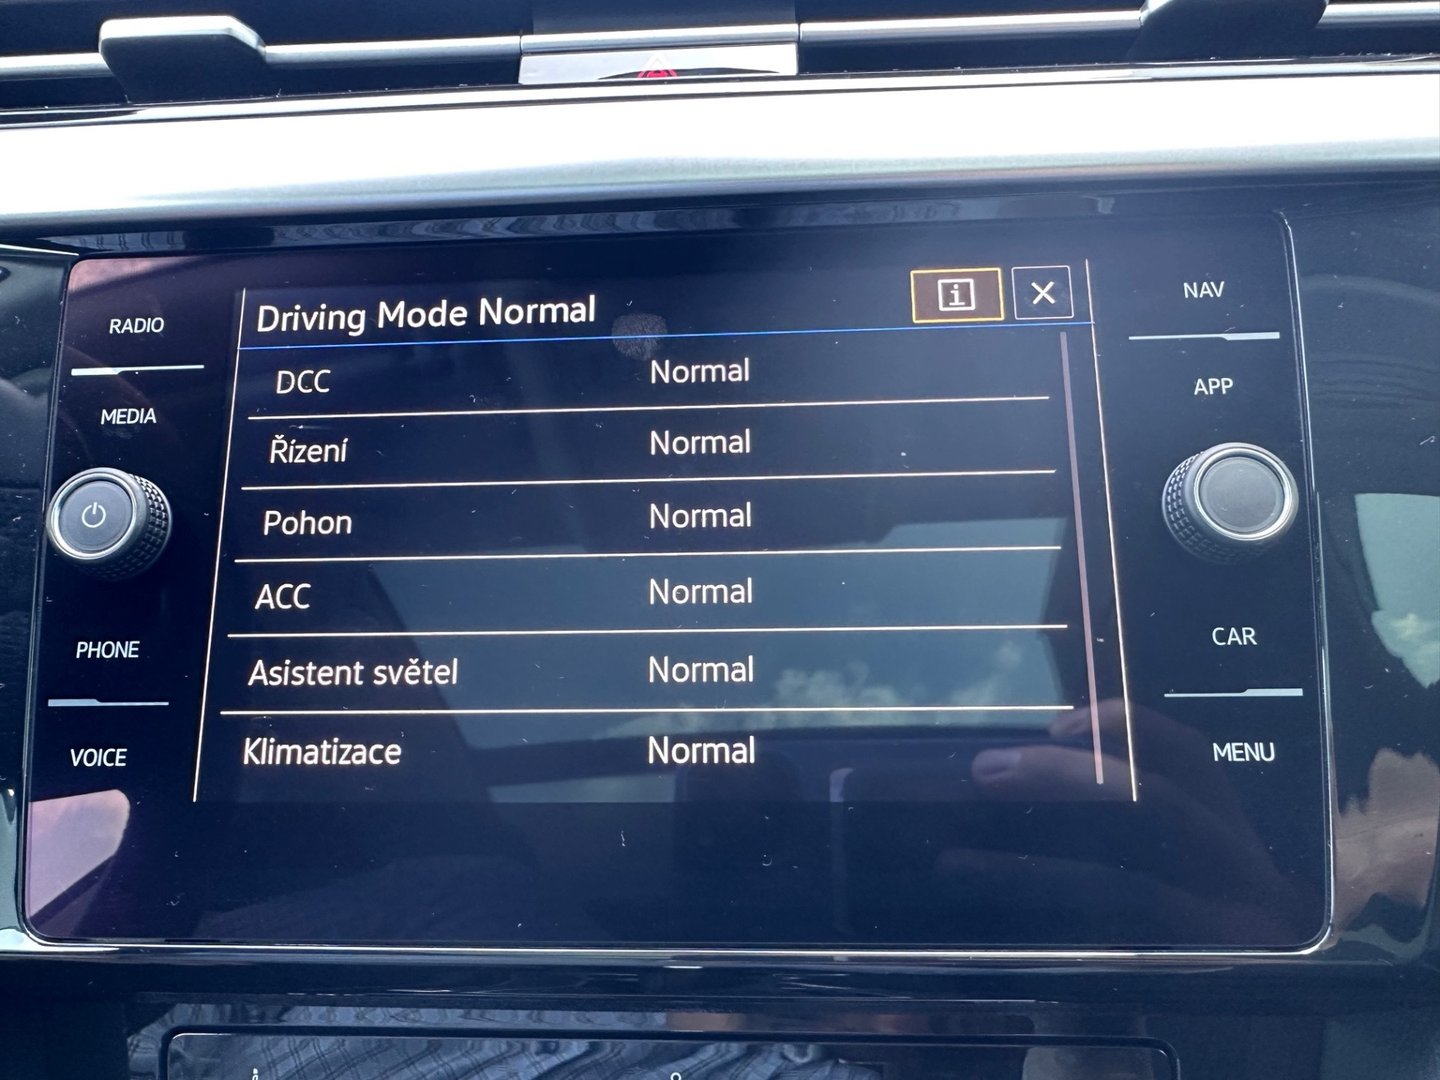 RADIO
MEDIA
PHONE
VOICE
Driving Mode Normal
DCC Normal
Řízení Normal
Pohon Normal
ACC Normal
Asistent světel Normal
Klimatizace Normal
NAV
APP
CAR
MENU